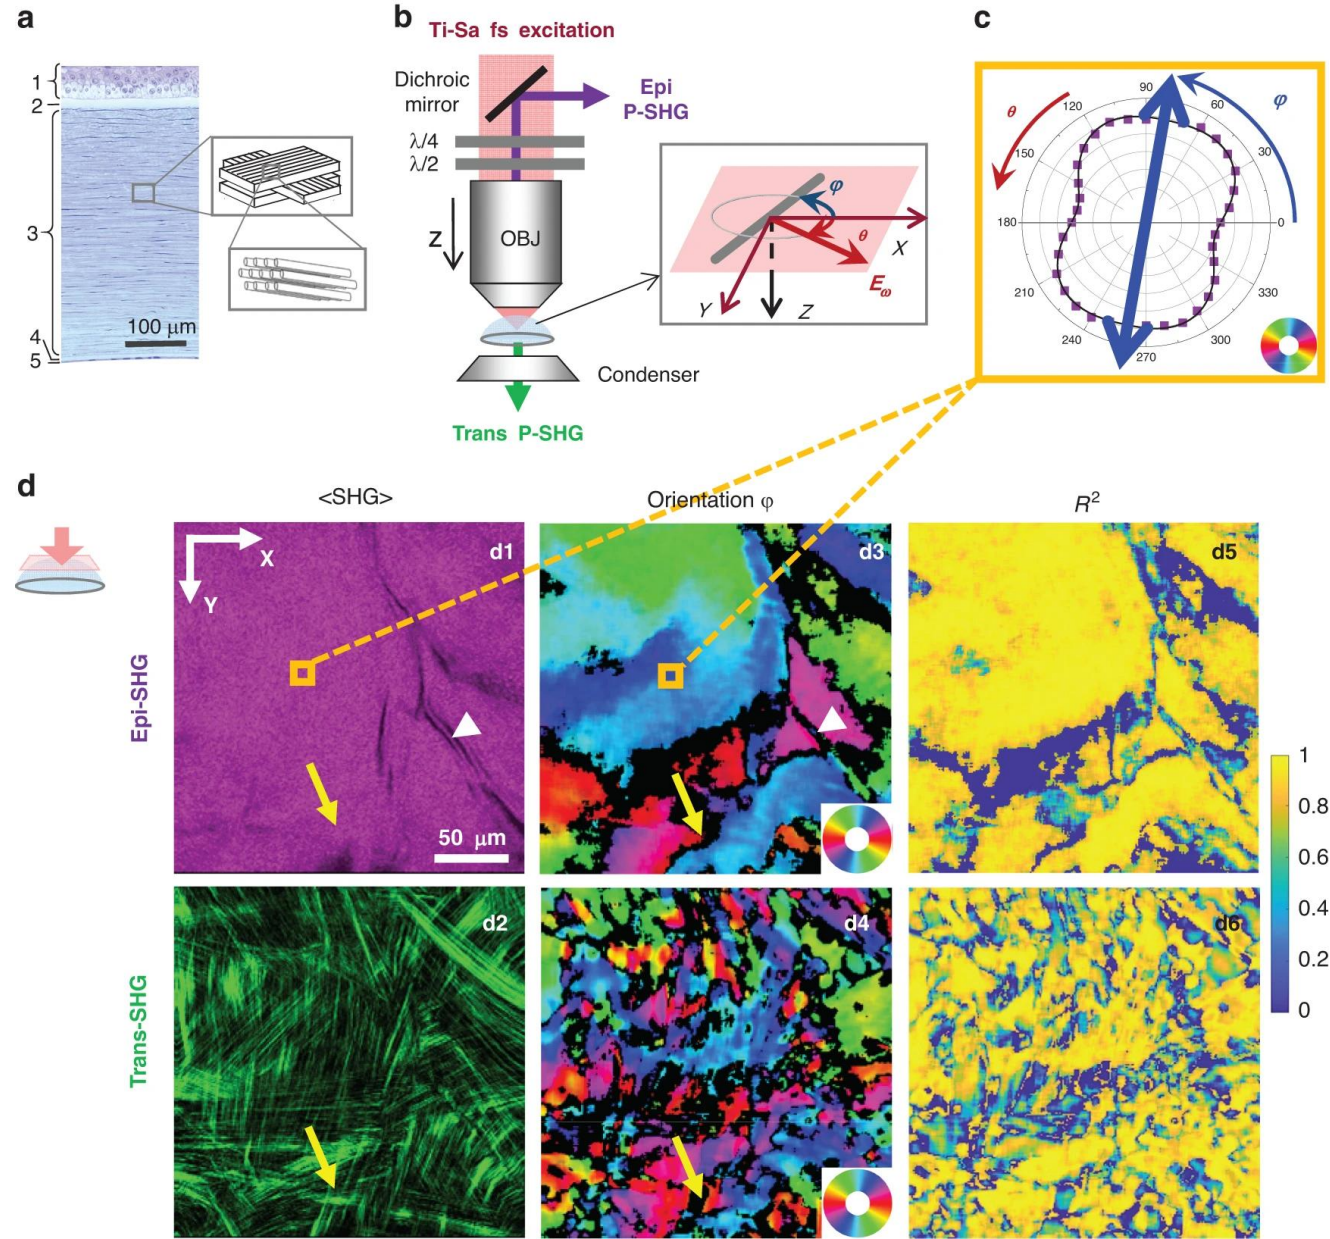 a
1
2
3
4
5
100 μm
b
Ti-Sa fs excitation
Dichroic
mirror
Epi
P-SHG
λ/4
λ/2
Z
OBJ
Condenser
Trans P-SHG
φ
θ
X
Eω
Y
Z
c
θ
φ
90
120
60
150
30
180
0
210
330
240
300
270
d
<SHG>
Orientation φ
R²
Epi-SHG
X
Y
d1
50 μm
d3
d5
Trans-SHG
d2
d4
d6
1
0.8
0.6
0.4
0.2
0